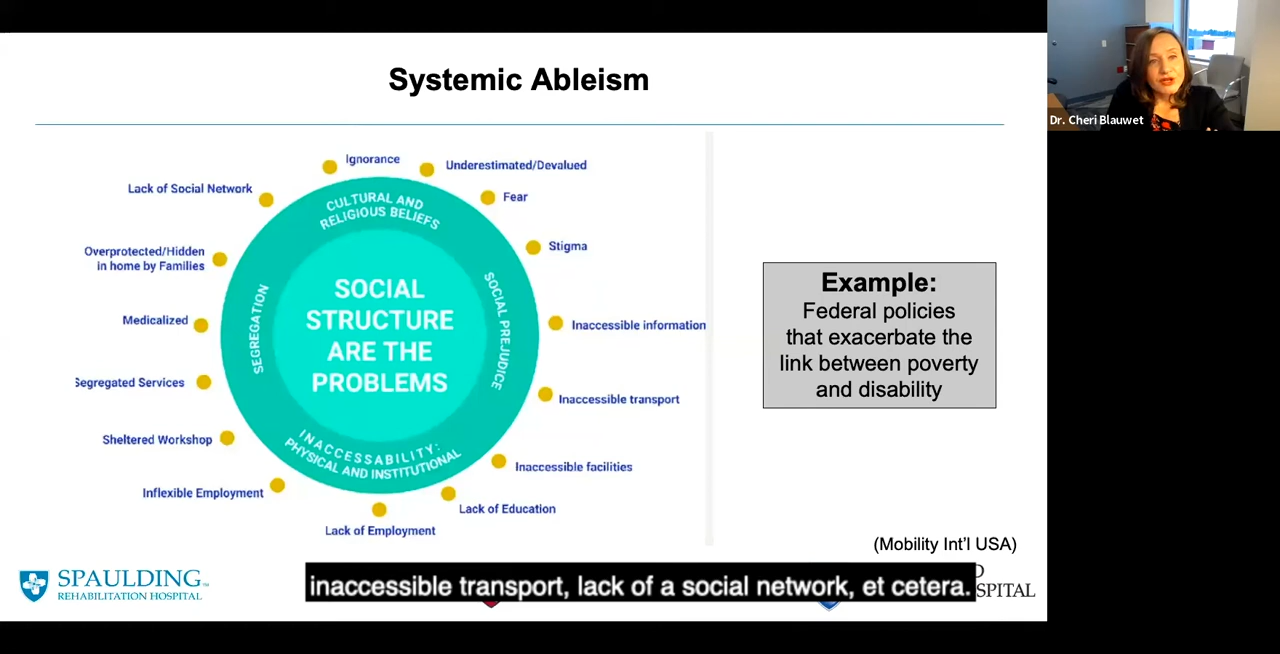 Systemic Ableism
Dr. Cheri Blauwet
Ignorance
Underestimated/Devalued
Lack of Social Network
Fear
Stigma
Overprotected/Hidden
in home by Families
Medicalized
Inaccessible information
Segregated Services
Inaccessible transport
Sheltered Workshop
Inaccessible facilities
Inflexible Employment
Lack of Education
Lack of Employment
CULTURAL AND
RELIGIOUS BELIEFS
SEGREGATION
SOCIAL PREJUDICE
INACCESSABILITY:
PHYSICAL AND INSTITUTIONAL
SOCIAL
STRUCTURE
ARE THE
PROBLEMS
Example:
Federal policies
that exacerbate the
link between poverty
and disability
(Mobility Int'l USA)
SPAULDING
REHABILITATION HOSPITAL
inaccessible transport, lack of a social network, et cetera.